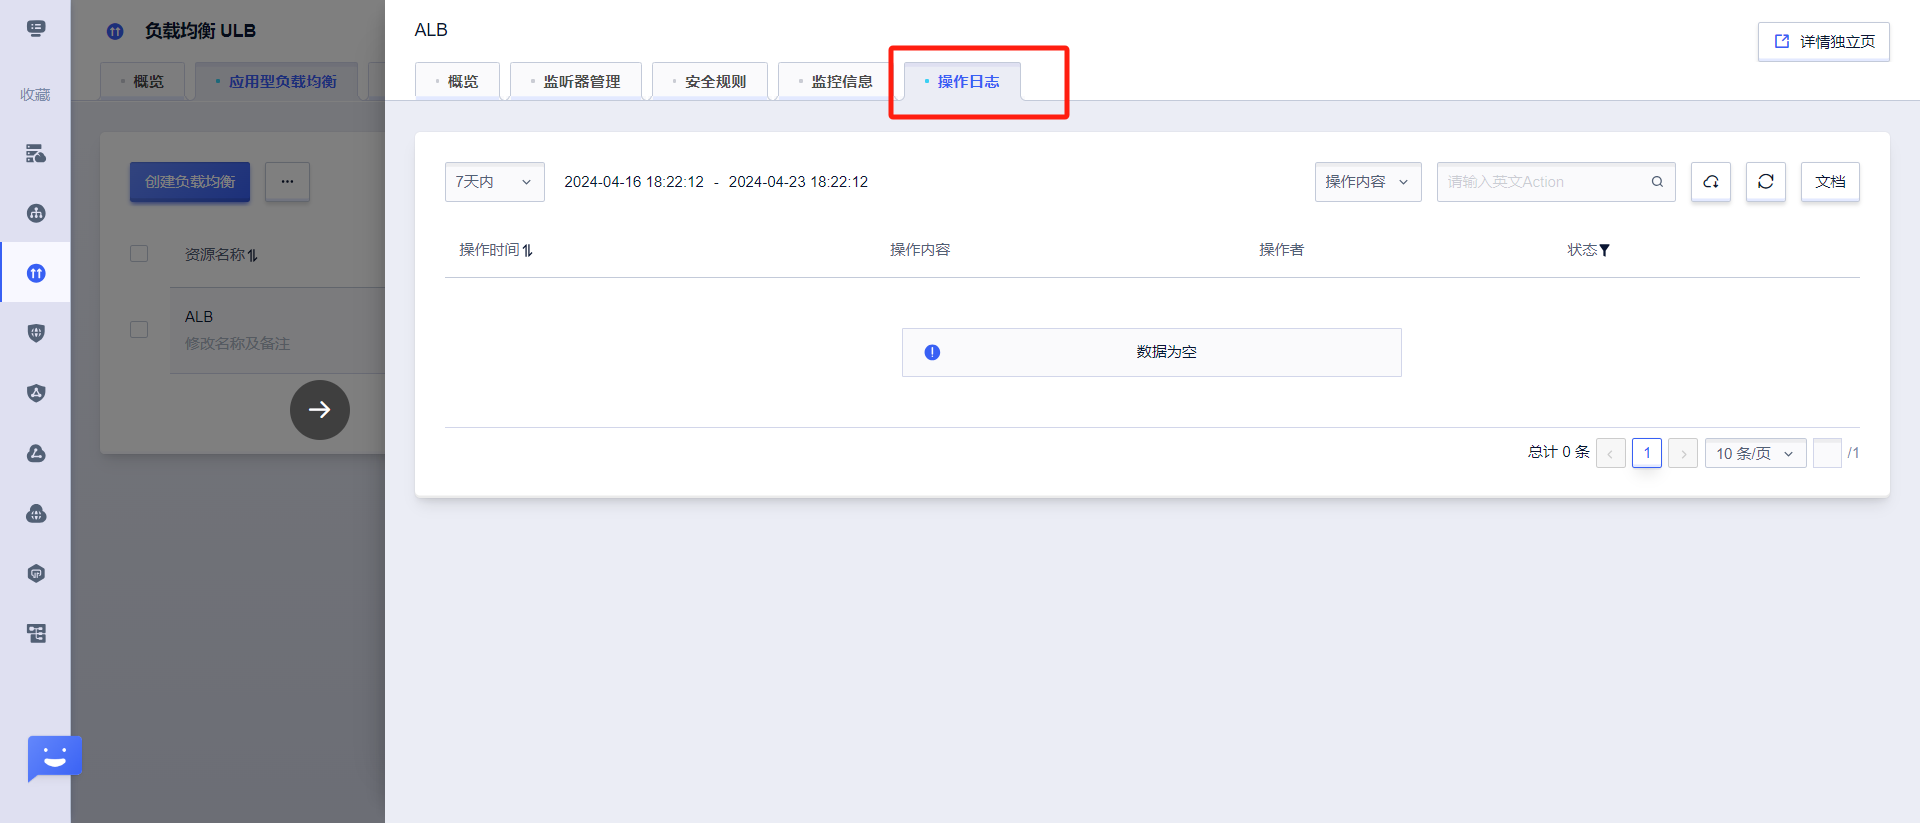 负载均衡 ULB
收藏
概览
应用型负载均衡
创建负载均衡
...
资源名称
ALB
修改名称及备注
ALB
详情独立页
概览
监听器管理
安全规则
监控信息
操作日志
7天内
2024-04-16 18:22:12 - 2024-04-23 18:22:12
操作内容
请输入英文Action
文档
操作时间
操作内容
操作者
状态
数据为空
总计 0 条
1
10 条/页
/1